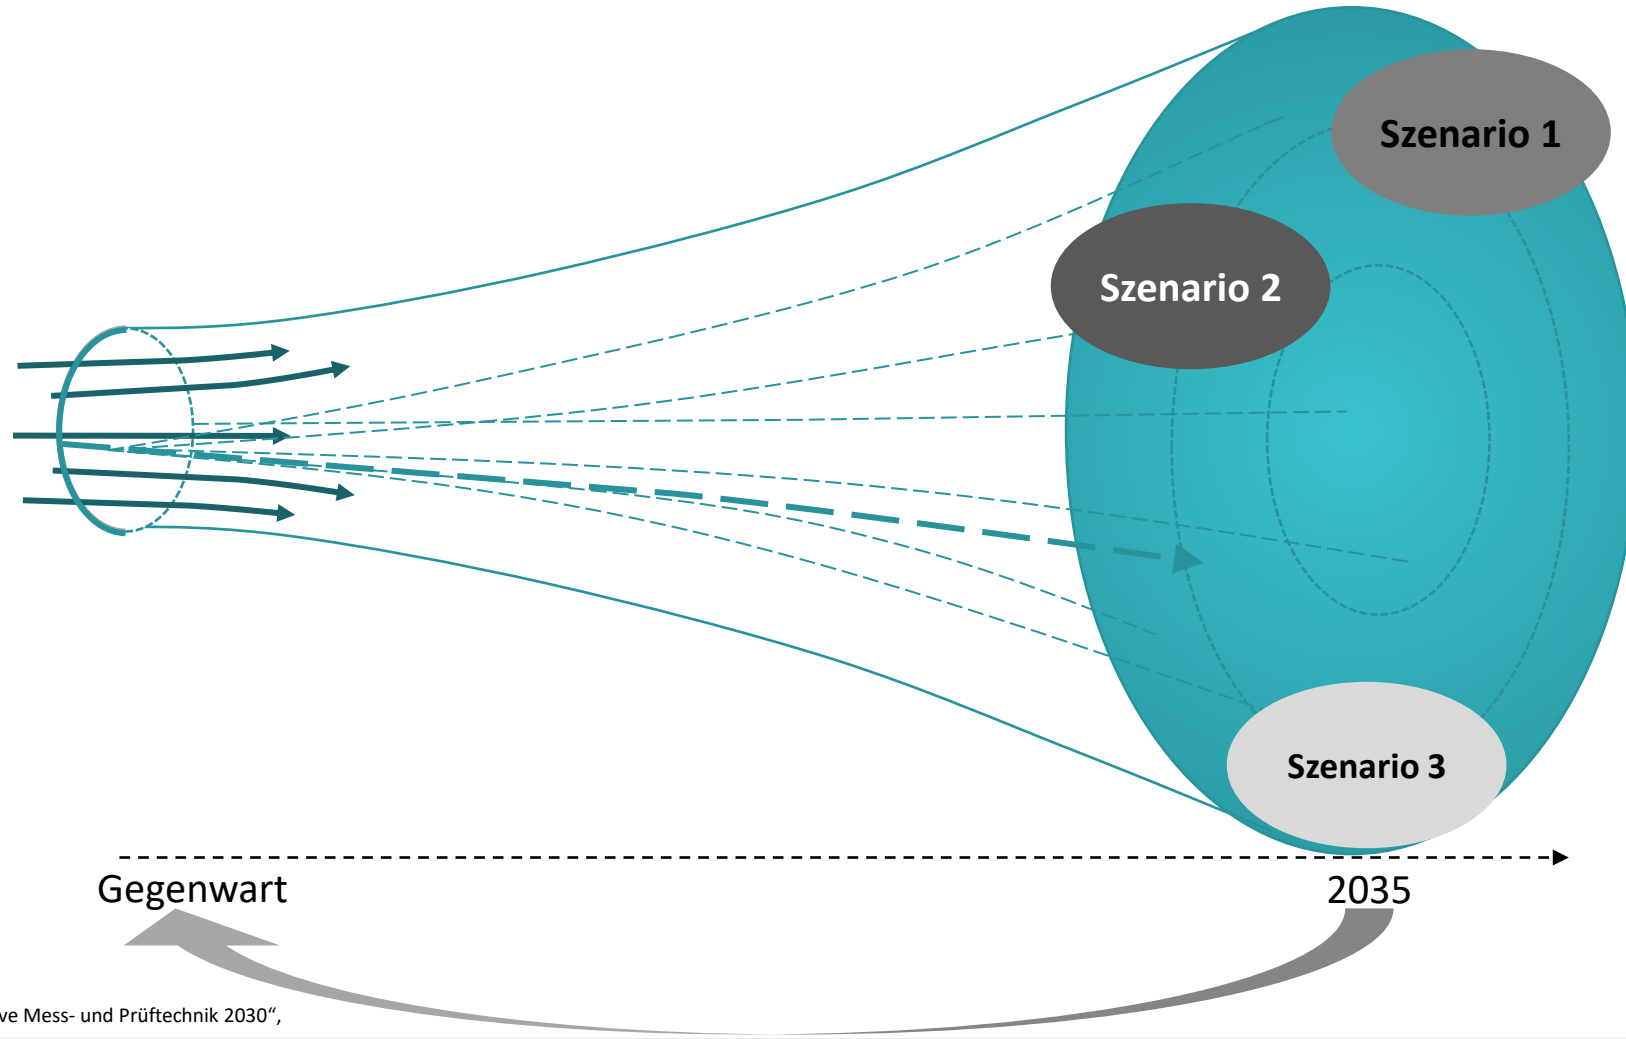 Szenario 1
Szenario 2
Szenario 3
Gegenwart
2035
ve Mess- und Prüftechnik 2030“,